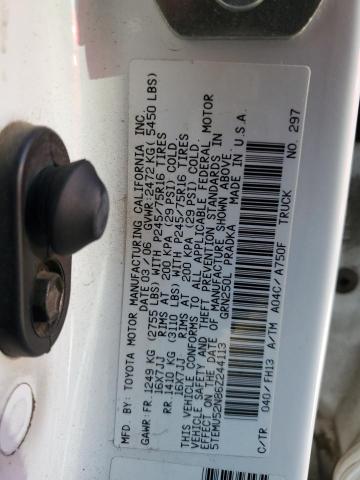 MFD. BY: TOYOTA MOTOR MANUFACTURING CALIFORNIA INC.
DATE 03/06 GVWR: 2472 KG( 5450 LBS)
GAWR: FR. 1249 KG (2755 LBS) WITH P245/75R16 TIRES
16X7JJ RIMS AT 200 KPA (29 PSI) COLD.
RR. 1410 KG (3110 LBS) WITH P245/75R16 TIRES
16X7JJ RIMS AT 200 KPA (29 PSI) COLD.
THIS VEHICLE CONFORMS TO ALL APPLICABLE FEDERAL MOTOR
VEHICLE SAFETY AND THEFT PREVENTION STANDARDS IN
EFFECT ON THE DATE OF MANUFACTURE SHOWN ABOVE.
5TEMU52N86Z244113 TRUCK
GRN250L PRADKA MADE IN U.S.A.
C/TR 040/FH13 A/TM A04C/A750F
NO. 297